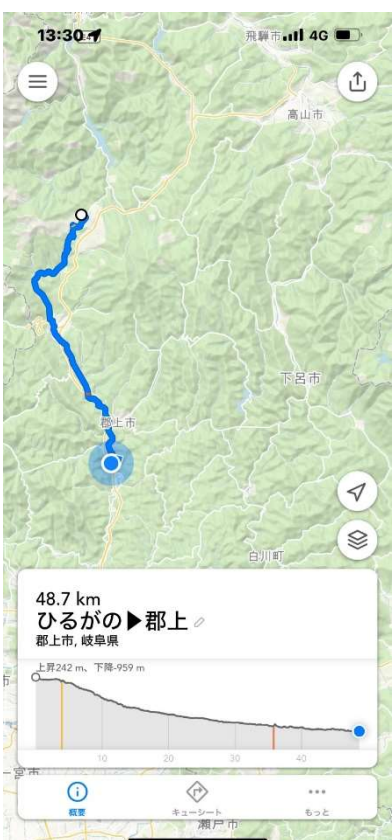 13:30
飛騨市
4G
高山市
下呂市
郡上市
白川町
48.7 km
ひるがの▶郡上
郡上市, 岐阜県
上昇242 m、下降-959 m
10 20 30 40
一宮市
概要 キューシート もっと
瀬戸市